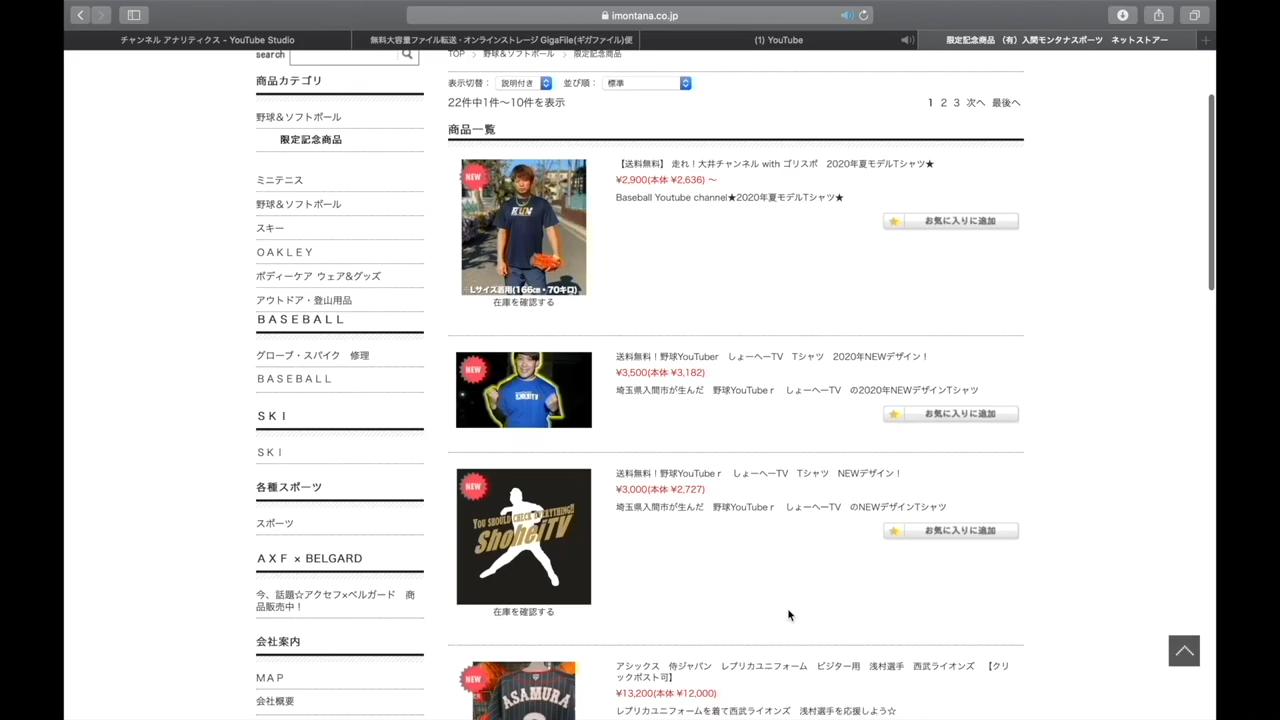 imontana.co.jp
チャンネル アナリティクス - YouTube Studio
無料大容量ファイル転送・オンラインストレージ GigaFile(ギガファイル)便
(1) YouTube
限定記念商品 (有)入間モンタナスポーツ ネットストアー
search
TOP > 野球&ソフトボール > 限定記念商品
商品カテゴリ
野球&ソフトボール
限定記念商品
ミニテニス
野球&ソフトボール
スキー
OAKLEY
ボディーケア ウェア&グッズ
アウトドア・登山用品
BASEBALL
グローブ・スパイク 修理
BASEBALL
SKI
SKI
各種スポーツ
スポーツ
AXF × BELGARD
今、話題☆アクセフ×ベルガード 商
品販売中!
会社案内
MAP
会社概要
表示切替: 説明付き 並び順: 標準
22件中1件〜10件を表示
1 2 3 次へ 最後へ
商品一覧
NEW
RUN
※Lサイズ着用(166㎝・70キロ)
在庫を確認する
【送料無料】 走れ!大井チャンネル with ゴリスポ 2020年夏モデルTシャツ★
¥2,900(本体 ¥2,636) 〜
Baseball Youtube channel★2020年夏モデルTシャツ★
お気に入りに追加
NEW
SHOHEITV
送料無料!野球YouTuber しょーへーTV Tシャツ 2020年NEWデザイン!
¥3,500(本体 ¥3,182)
埼玉県入間市が生んだ 野球YouTubeｒ しょーへーTV の2020年NEWデザインTシャツ
お気に入りに追加
NEW
YOU SHOULD CHECK EVERYTHING!!
ShoheiTV
在庫を確認する
送料無料!野球YouTubeｒ しょーへーTV Tシャツ NEWデザイン!
¥3,000(本体 ¥2,727)
埼玉県入間市が生んだ 野球YouTubeｒ しょーへーTV のNEWデザインTシャツ
お気に入りに追加
NEW
ASAMURA
アシックス 侍ジャパン レプリカユニフォーム ビジター用 浅村選手 西武ライオンズ 【クリ
ックポスト可】
¥13,200(本体 ¥12,000)
レプリカユニフォームを着て西武ライオンズ 浅村選手を応援しよう☆